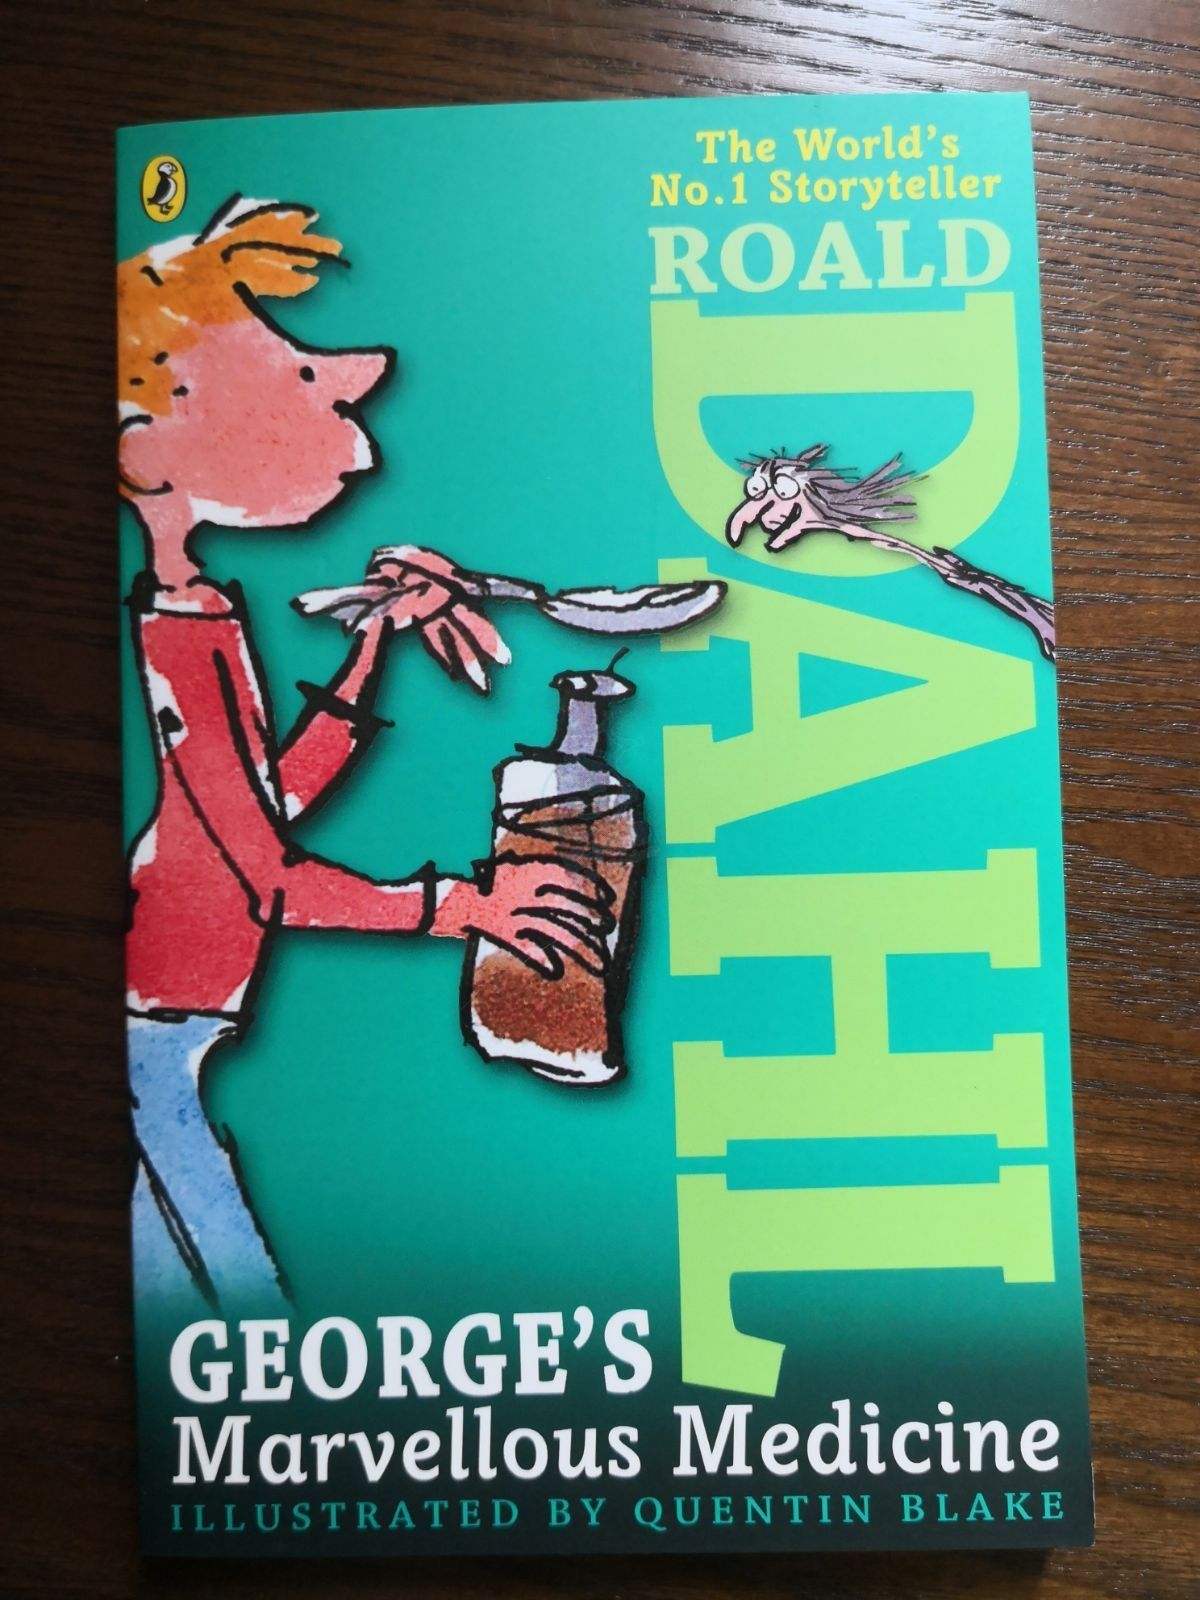 The World's
No.1 Storyteller
ROALD
DAHL
GEORGE'S
Marvellous Medicine
ILLUSTRATED BY QUENTIN BLAKE